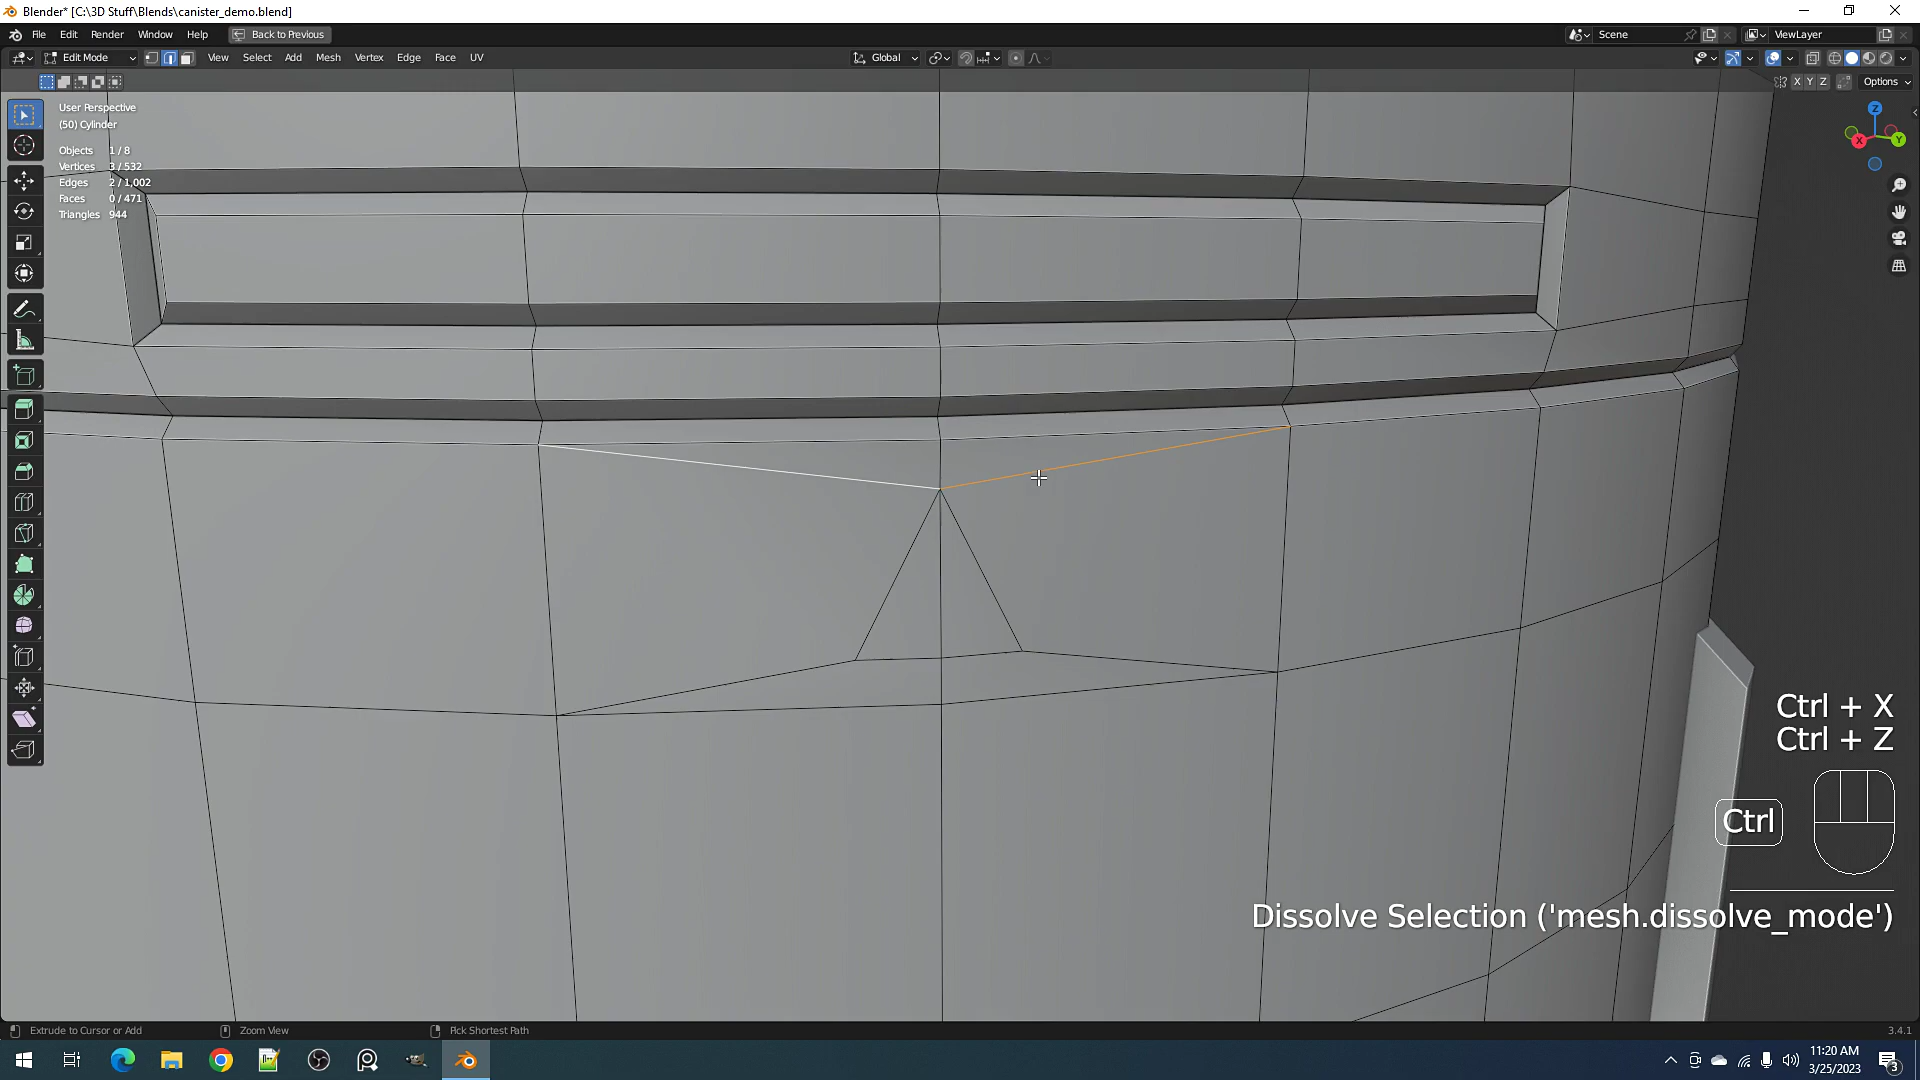 Blender* [C:\3D Stuff\Blends\canister_demo.blend]
File Edit Render Window Help Back to Previous
Scene ViewLayer
Edit Mode View Select Add Mesh Vertex Edge Face UV Global
X Y Z Options
User Perspective
(50) Cylinder
Objects 1 / 8
Vertices 3 / 532
Edges 2 / 1,002
Faces 0 / 471
Triangles 944
Z
X
Y
Ctrl + X
Ctrl + Z
Ctrl
Dissolve Selection ('mesh.dissolve_mode')
Extrude to Cursor or Add Zoom View Pick Shortest Path 3.4.1
11:20 AM
3/25/2023
3